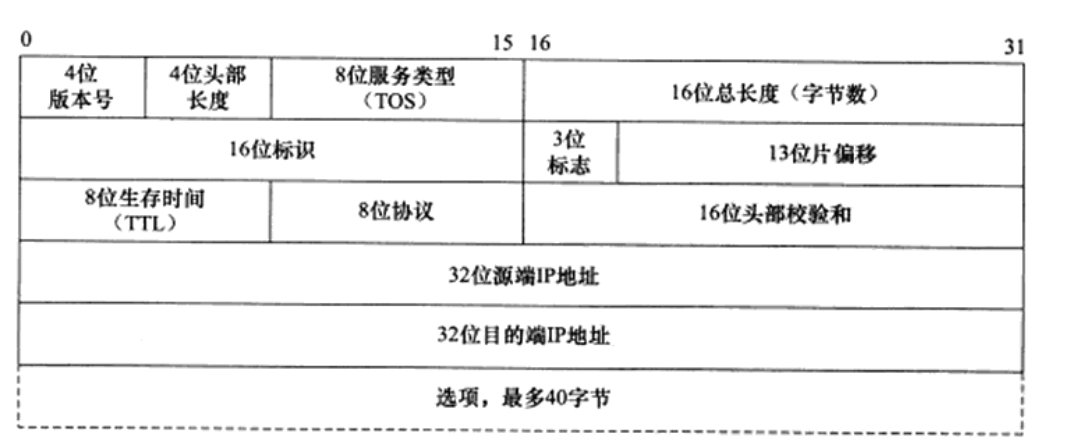 0 15 16 31
4位 4位头部 8位服务类型 16位总长度（字节数）
版本号 长度 （TOS）
16位标识 3位 13位片偏移
标志
8位生存时间 8位协议 16位头部校验和
（TTL）
32位源端IP地址
32位目的端IP地址
选项，最多40字节